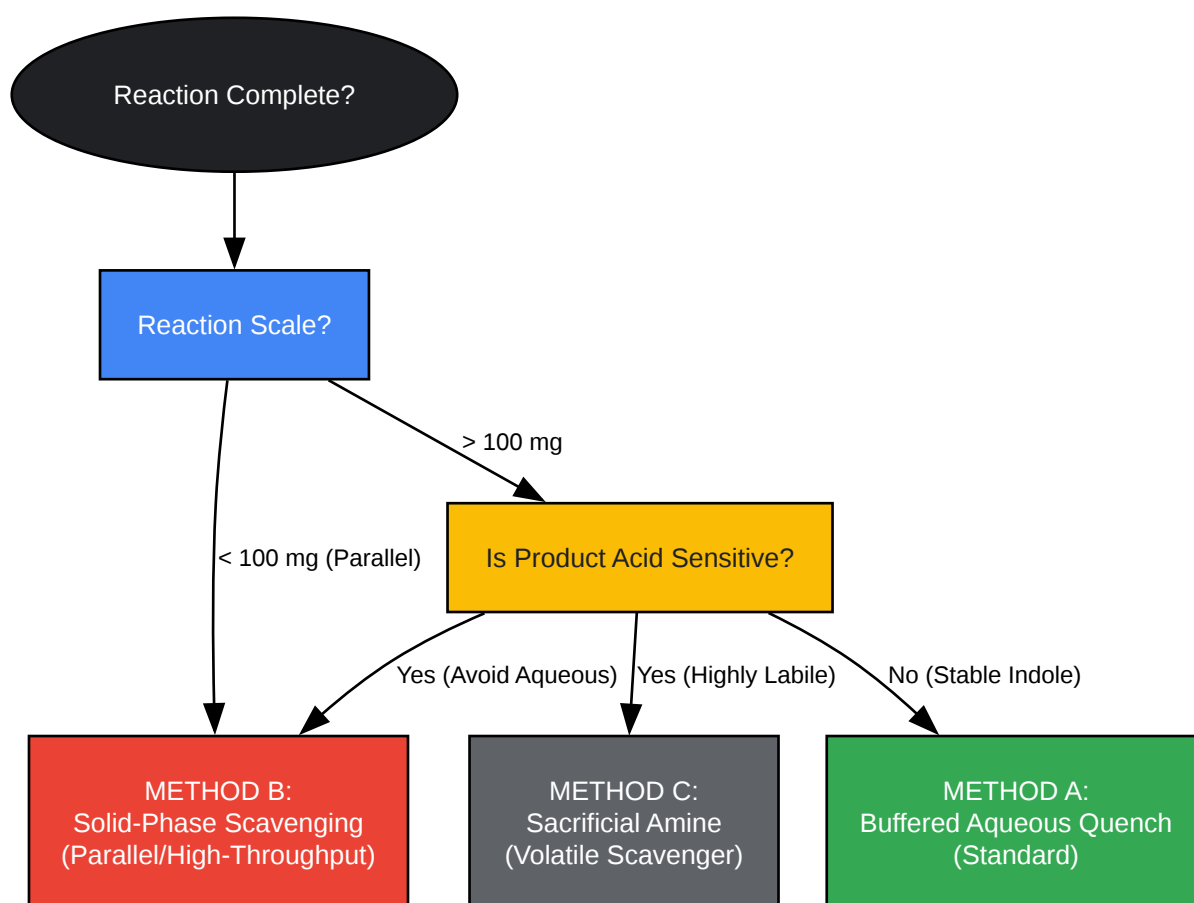 Reaction Complete?
Reaction Scale?
> 100 mg
Is Product Acid Sensitive?
< 100 mg (Parallel)
Yes (Avoid Aqueous)
Yes (Highly Labile)
No (Stable Indole)
METHOD B:
Solid-Phase Scavenging
(Parallel/High-Throughput)
METHOD C:
Sacrificial Amine
(Volatile Scavenger)
METHOD A:
Buffered Aqueous Quench
(Standard)